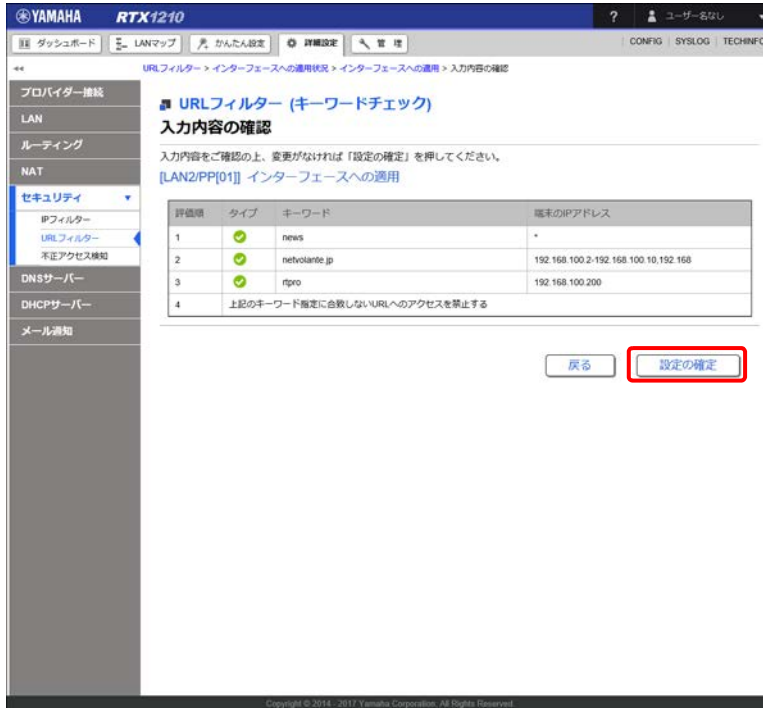 YAMAHA RTX1210 ? ユーザー名なし
ダッシュボード LANマップ かんたん設定 詳細設定 管理 CONFIG SYSLOG TECHINFO
URLフィルター > インターフェースへの適用状況 > インターフェースへの適用 > 入力内容の確認
プロバイダー接続
LAN
ルーティング
NAT
セキュリティ
IPフィルター
URLフィルター
不正アクセス検知
DNSサーバー
DHCPサーバー
メール通知
URLフィルター (キーワードチェック)
入力内容の確認
入力内容をご確認の上、変更がなければ「設定の確定」を押してください。
[LAN2/PP[01]] インターフェースへの適用
評価順 タイプ キーワード 端末のIPアドレス
1 news *
2 netvolante.jp 192.168.100.2-192.168.100.10,192.168
3 rtpro 192.168.100.200
4 上記のキーワード指定に合致しないURLへのアクセスを禁止する
戻る 設定の確定
Copyright © 2014 - 2017 Yamaha Corporation. All Rights Reserved.